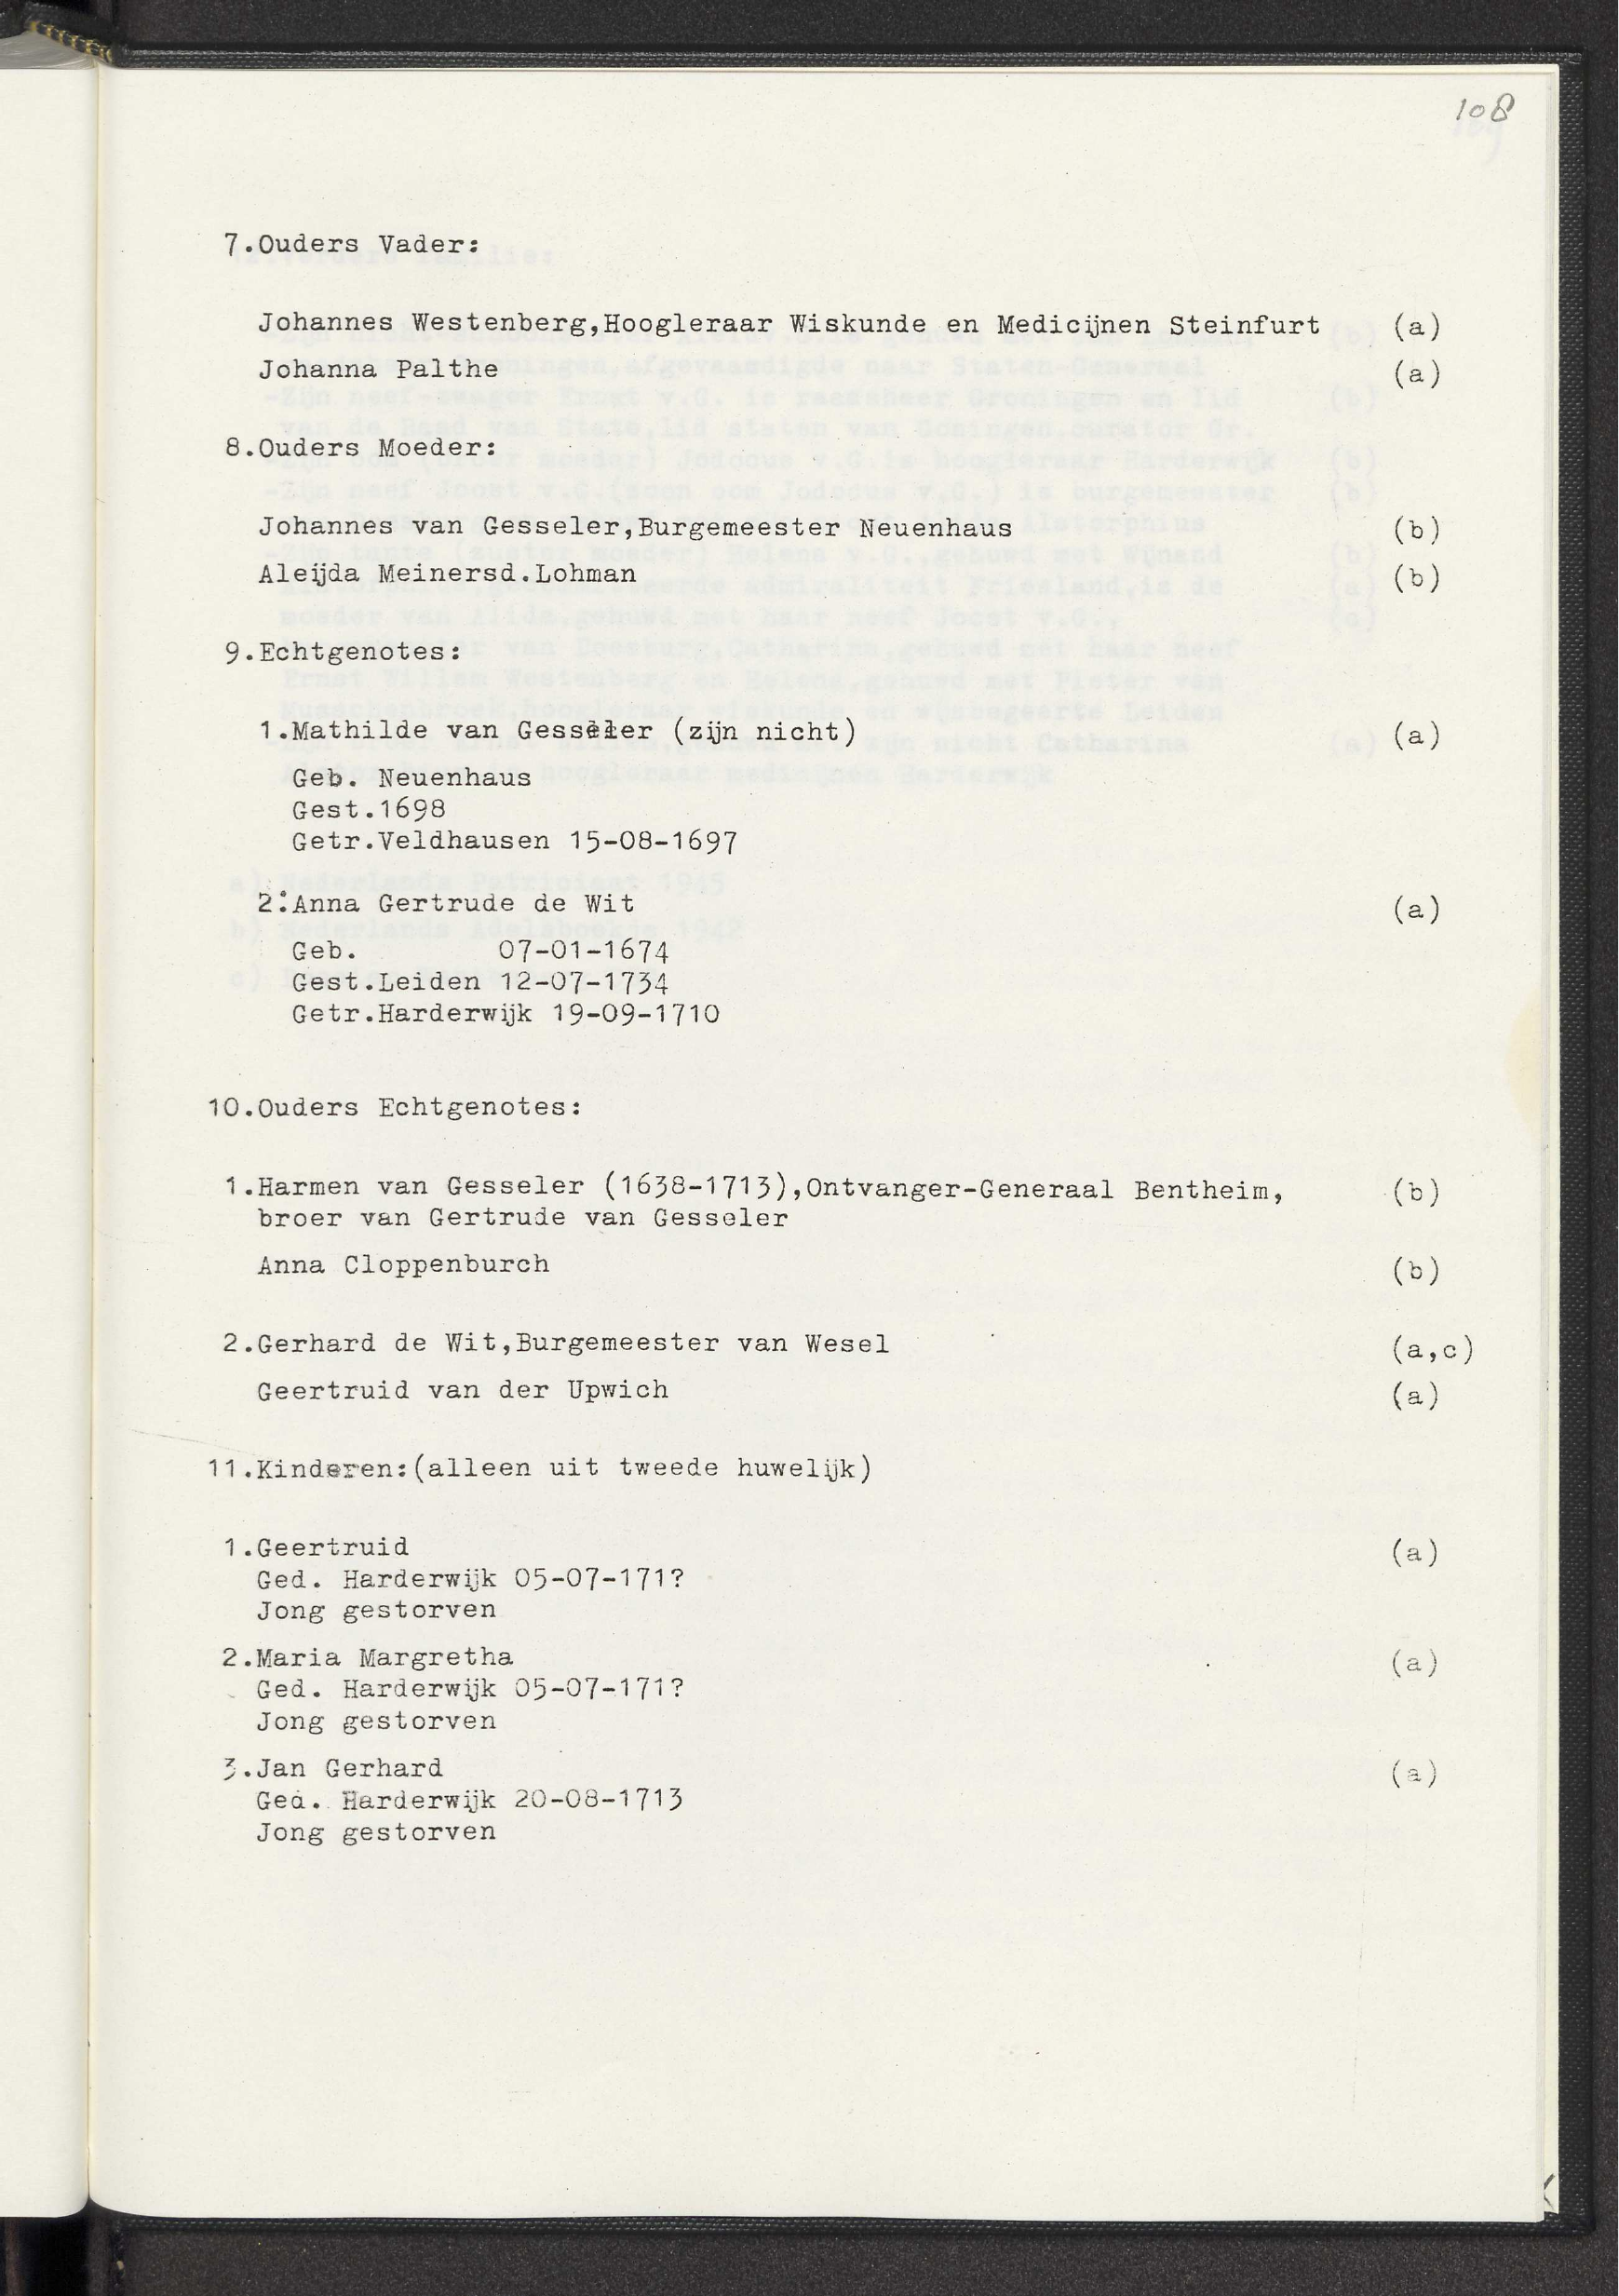 108
7.Ouders Vader:
Johannes Westenberg,Hoogleraar Wiskunde en Medicijnen Steinfurt (a)
Johanna Palthe (a)
8.Ouders Moeder:
Johannes van Gesseler,Burgemeester Neuenhaus (b)
Aleijda Meinersd.Lohman (b)
9.Echtgenotes:
1.Mathilde van Gesseler (zijn nicht) (a)
Geb. Neuenhaus
Gest.1698
Getr.Veldhausen 15-08-1697
2.Anna Gertrude de Wit (a)
Geb. 07-01-1674
Gest.Leiden 12-07-1734
Getr.Harderwijk 19-09-1710
10.Ouders Echtgenotes:
1.Harmen van Gesseler (1638-1713),Ontvanger-Generaal Bentheim, (b)
broer van Gertrude van Gesseler
Anna Cloppenburch (b)
2.Gerhard de Wit,Burgemeester van Wesel (a,c)
Geertruid van der Upwich (a)
11.Kinderen:(alleen uit tweede huwelijk)
1.Geertruid (a)
Ged. Harderwijk 05-07-171?
Jong gestorven
2.Maria Margretha (a)
Ged. Harderwijk 05-07-171?
Jong gestorven
3.Jan Gerhard (a)
Ged. Harderwijk 20-08-1713
Jong gestorven